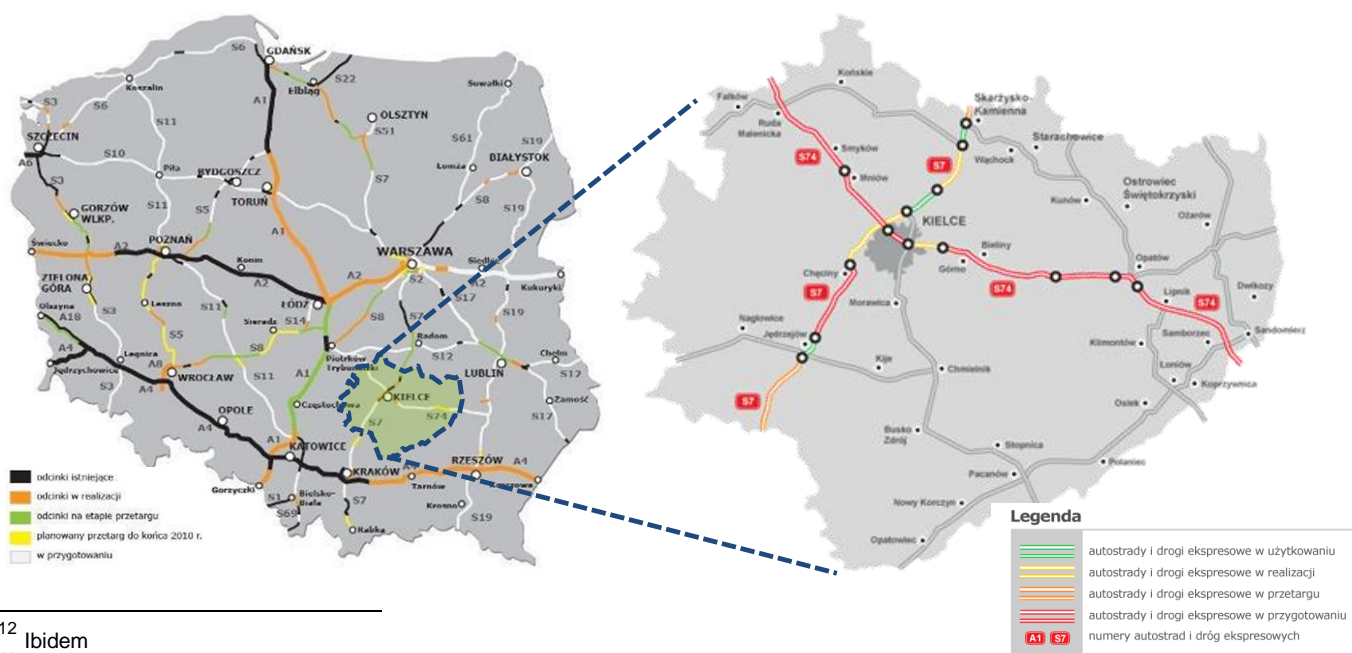 GDAŃSK
S6
S22
Elbląg
Suwałki
Koszalin
S3
S6
A1
OLSZTYN
S51
SZCZECIN
S11
S61
S19
A6
S10
Piła
BYDGOSZCZ
Łomża
BIAŁYSTOK
S3
S7
S8
GORZÓW
WLKP.
TORUŃ
S11
S5
S19
Świecko
A2
POZNAŃ
A1
WARSZAWA
Konin
A2
S2
A2
ZIELONA
GÓRA
A2
Kukuryki
Olszyna
Leszno
S11
ŁÓDŹ
S17
A18
S3
S14
S8
S7
S19
Sieradz
Radom
S5
S8
Piotrków
Trybunalski
S12
Chełm
A4
Legnica
A8
WROCŁAW
LUBLIN
S12
Jędrzychowice
S3
A4
S11
A1
Częstochowa
KIELCE
Zamość
OPOLE
S74
S17
A4
S7
A1
KATOWICE
RZESZÓW
A4
KRAKÓW
A4
Gorzyczki
Tarnów
Korczowa
S1
Bielsko-
Biała
S7
Krosno
S69
S19
Rabka
odcinki istniejące
odcinki w realizacji
odcinki na etapie przetargu
planowany przetarg do końca 2010 r.
w przygotowaniu
Końskie
Fałków
Skarżysko-
Kamienna
Ruda
Malenicka
Starachowice
Smyków
S74
S7
Wąchock
Mniów
Ostrowiec
Świętokrzyski
Kunów
Ożarów
KIELCE
Bieliny
Chęciny
Górno
Opatów
S7
S74
Lipnik
Dwikozy
Morawica
S74
Nagłowice
Jędrzejów
Samborzec
Sandomierz
Kije
Klimontów
Chmielnik
Łoniów
Koprzywnica
S7
Osiek
Busko
Zdrój
Stopnica
Połaniec
Pacanów
Nowy Korczyn
Opatowiec
Legenda
autostrady i drogi ekspresowe w użytkowaniu
autostrady i drogi ekspresowe w realizacji
autostrady i drogi ekspresowe w przetargu
autostrady i drogi ekspresowe w przygotowaniu
A1 S7 numery autostrad i dróg ekspresowych
12 Ibidem